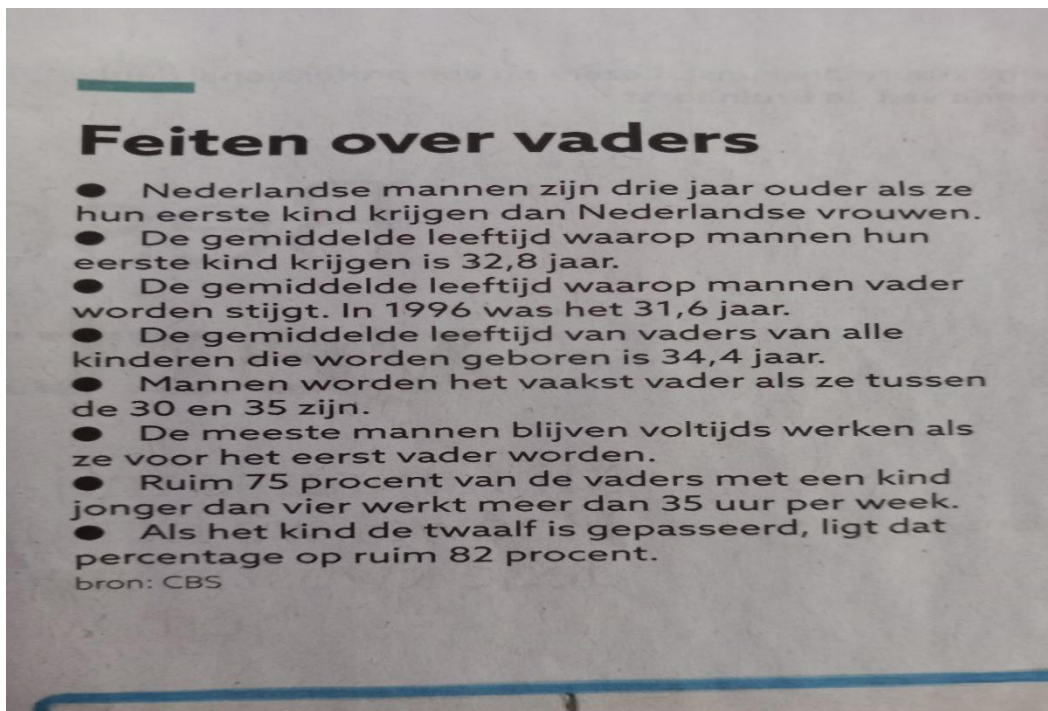 Feiten over vaders
● Nederlandse mannen zijn drie jaar ouder als ze
hun eerste kind krijgen dan Nederlandse vrouwen.
● De gemiddelde leeftijd waarop mannen hun
eerste kind krijgen is 32,8 jaar.
● De gemiddelde leeftijd waarop mannen vader
worden stijgt. In 1996 was het 31,6 jaar.
● De gemiddelde leeftijd van vaders van alle
kinderen die worden geboren is 34,4 jaar.
● Mannen worden het vaakst vader als ze tussen
de 30 en 35 zijn.
● De meeste mannen blijven voltijds werken als
ze voor het eerst vader worden.
● Ruim 75 procent van de vaders met een kind
jonger dan vier werkt meer dan 35 uur per week.
● Als het kind de twaalf is gepasseerd, ligt dat
percentage op ruim 82 procent.
bron: CBS